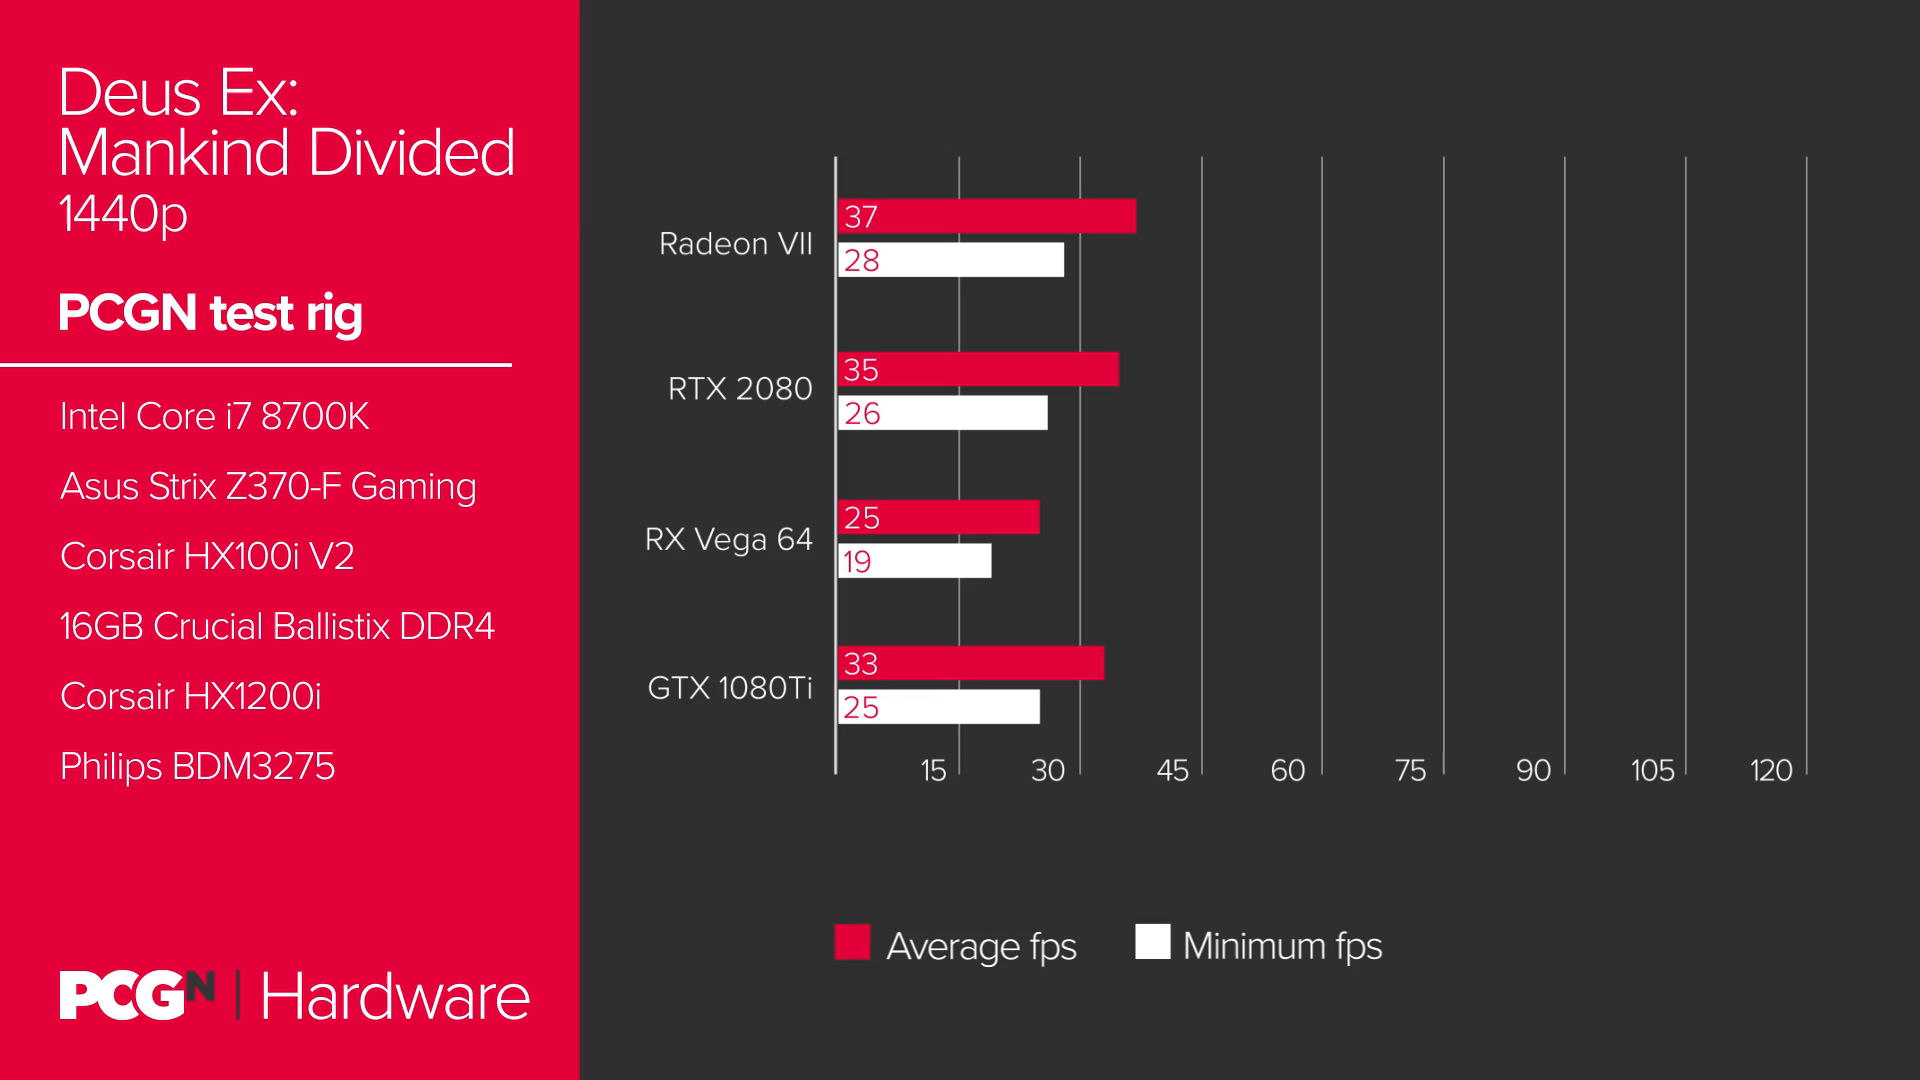 Deus Ex:
Mankind Divided
1440p
PCGN test rig
Intel Core i7 8700K
Asus Strix Z370-F Gaming
Corsair HX100i V2
16GB Crucial Ballistix DDR4
Corsair HX1200i
Philips BDM3275
PCGN | Hardware
Radeon VII
37
28
RTX 2080
35
26
RX Vega 64
25
19
GTX 1080Ti
33
25
15 30 45 60 75 90 105 120
Average fps Minimum fps